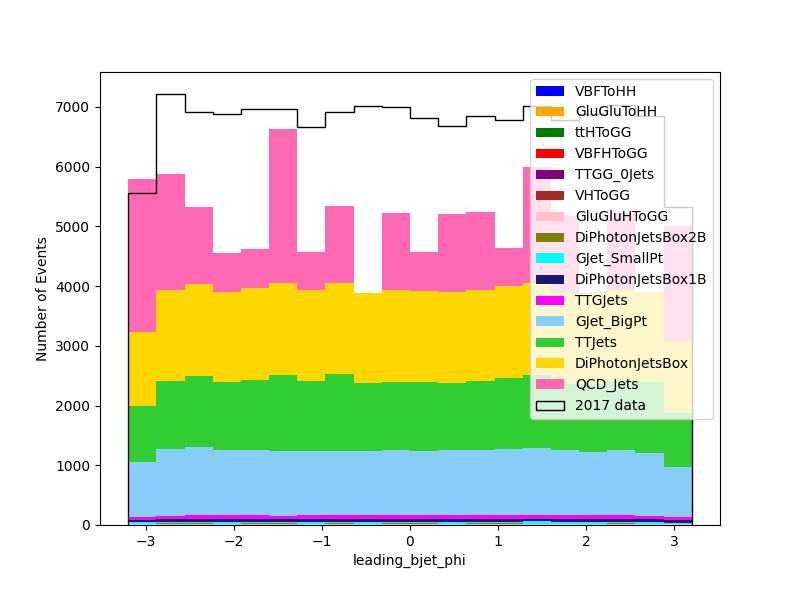 7000
6000
5000
4000
3000
2000
1000
0
Number of Events
−3
−2
−1
0
1
2
3
leading_bjet_phi
VBFToHH
GluGluToHH
ttHToGG
VBFHToGG
TTGG_0Jets
VHToGG
GluGluHToGG
DiPhotonJetsBox2B
GJet_SmallPt
DiPhotonJetsBox1B
TTGJets
GJet_BigPt
TTJets
DiPhotonJetsBox
QCD_Jets
2017 data